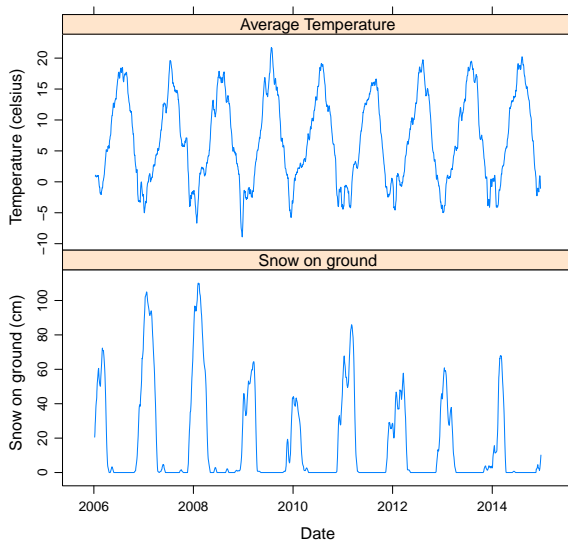 Average Temperature
Temperature (celsius)
20
15
10
5
0
−5
−10
Snow on ground
Snow on ground (cm)
100
80
60
40
20
0
2006 2008 2010 2012 2014
Date